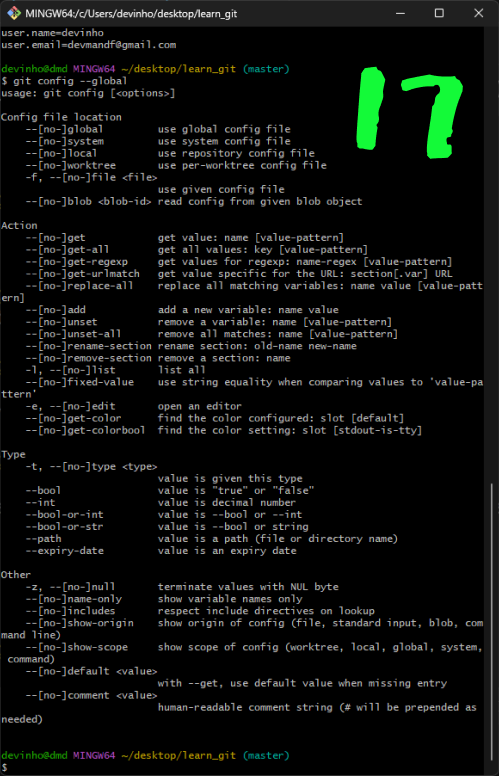 MINGW64:/c/Users/devinho/desktop/learn_git
user.name=devinho
user.email=devmandf@gmail.com
devinho@dmd MINGW64 ~/desktop/learn_git (master)
$ git config --global
usage: git config [<options>]
Config file location
--[no-]global use global config file
--[no-]system use system config file
--[no-]local use repository config file
--[no-]worktree use per-worktree config file
-f, --[no-]file <file>
use given config file
--[no-]blob <blob-id> read config from given blob object
Action
--[no-]get get value: name [value-pattern]
--[no-]get-all get all values: key [value-pattern]
--[no-]get-regexp get values for regexp: name-regex [value-pattern]
--[no-]get-urlmatch get value specific for the URL: section[.var] URL
--[no-]replace-all replace all matching variables: name value [value-patt
ern]
--[no-]add add a new variable: name value
--[no-]unset remove a variable: name [value-pattern]
--[no-]unset-all remove all matches: name [value-pattern]
--[no-]rename-section rename section: old-name new-name
--[no-]remove-section remove a section: name
-l, --[no-]list list all
--[no-]fixed-value use string equality when comparing values to 'value-pa
ttern'
-e, --[no-]edit open an editor
--[no-]get-color find the color configured: slot [default]
--[no-]get-colorbool find the color setting: slot [stdout-is-tty]
Type
-t, --[no-]type <type>
value is given this type
--bool value is "true" or "false"
--int value is decimal number
--bool-or-int value is --bool or --int
--bool-or-str value is --bool or string
--path value is a path (file or directory name)
--expiry-date value is an expiry date
Other
-z, --[no-]null terminate values with NUL byte
--[no-]name-only show variable names only
--[no-]includes respect include directives on lookup
--[no-]show-origin show origin of config (file, standard input, blob, com
mand line)
--[no-]show-scope show scope of config (worktree, local, global, system,
command)
--[no-]default <value>
with --get, use default value when missing entry
--[no-]comment <value>
human-readable comment string (# will be prepended as
needed)
devinho@dmd MINGW64 ~/desktop/learn_git (master)
$
17